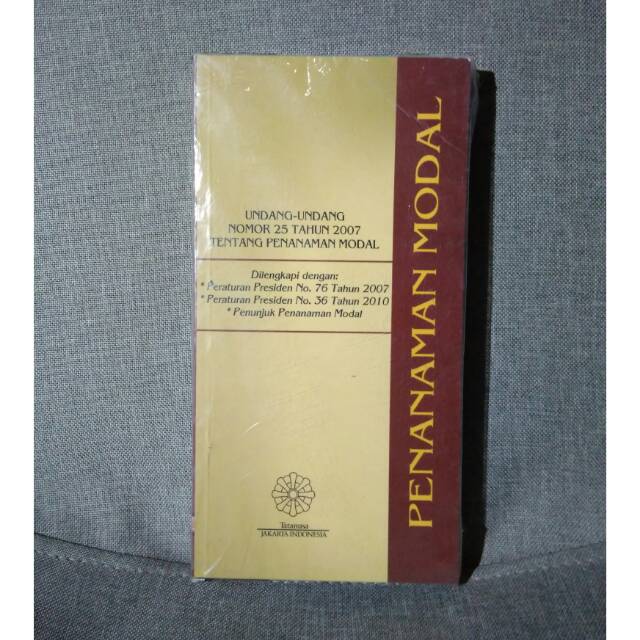 UNDANG-UNDANG
NOMOR 25 TAHUN 2007
TENTANG PENANAMAN MODAL
Dilengkapi dengan:
* Peraturan Presiden No. 76 Tahun 2007
* Peraturan Presiden No. 36 Tahun 2010
* Penunjuk Penanaman Modal
Tatanusa
JAKARTA INDONESIA
PENANAMAN MODAL